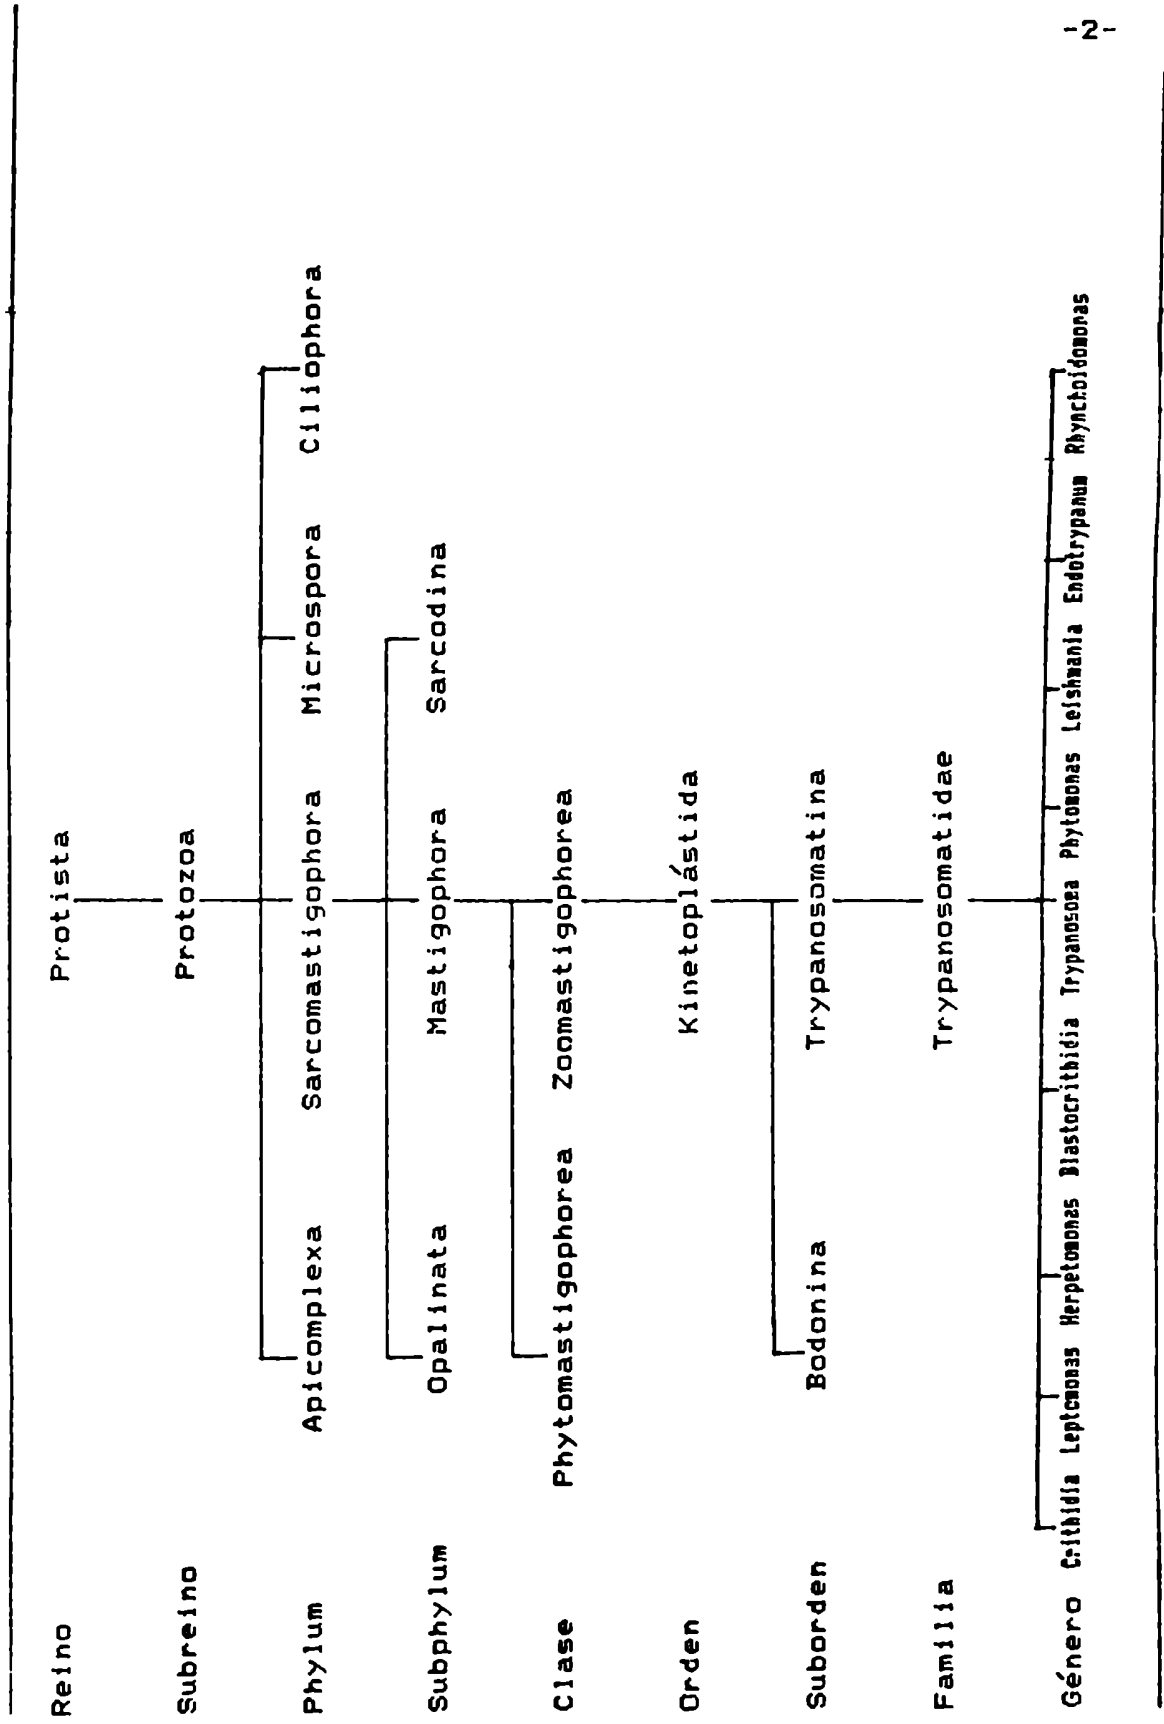 -2-
Reino Protista
Subreino Protozoa
Phylum Apicomplexa Sarcomastigophora Microspora Ciliophora
Subphylum Opalinata Mastigophora Sarcodina
Clase Phytomastigophorea Zoomastigophorea
Orden Kinetoplástida
Suborden Bodonina Trypanosomatina
Familia Trypanosomatidae
Género Crithidia Leptomonas Herpetomonas Blastocrithidia Trypanosoma Phytomonas Leishmania Endotrypanum Rhynchoidomonas